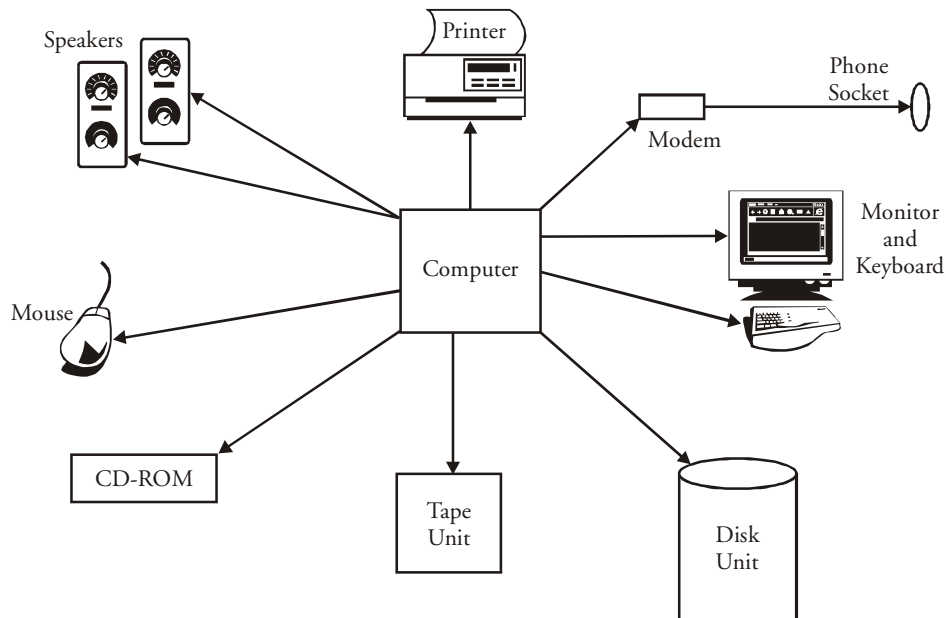 Speakers
Printer
Phone
Socket
Modem
Monitor
and
Keyboard
Computer
Mouse
CD-ROM
Tape
Unit
Disk
Unit